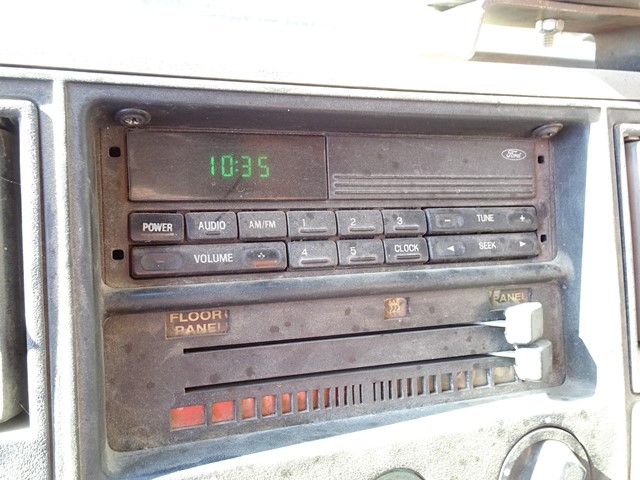 10:35
Ford
POWER AUDIO AM/FM 1 2 3 - TUNE +
- VOLUME 4 5 CLOCK ◄ SEEK ►
FLOOR PANEL
PANEL